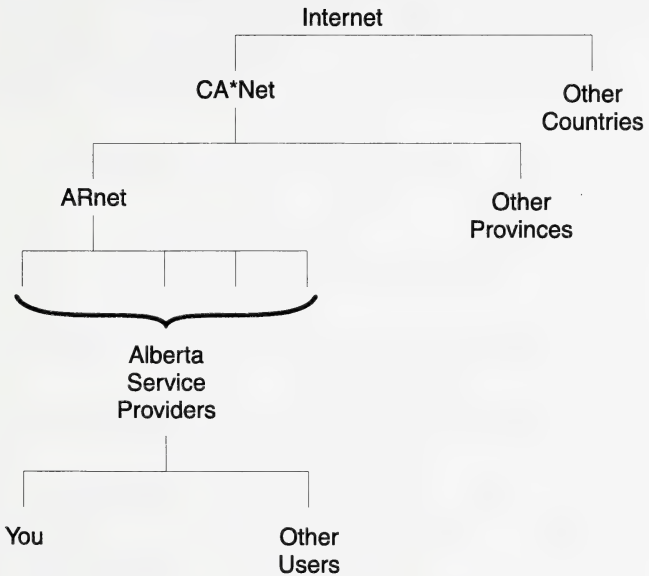 Internet
CA*Net
Other
Countries
ARnet
Other
Provinces
Alberta
Service
Providers
You
Other
Users